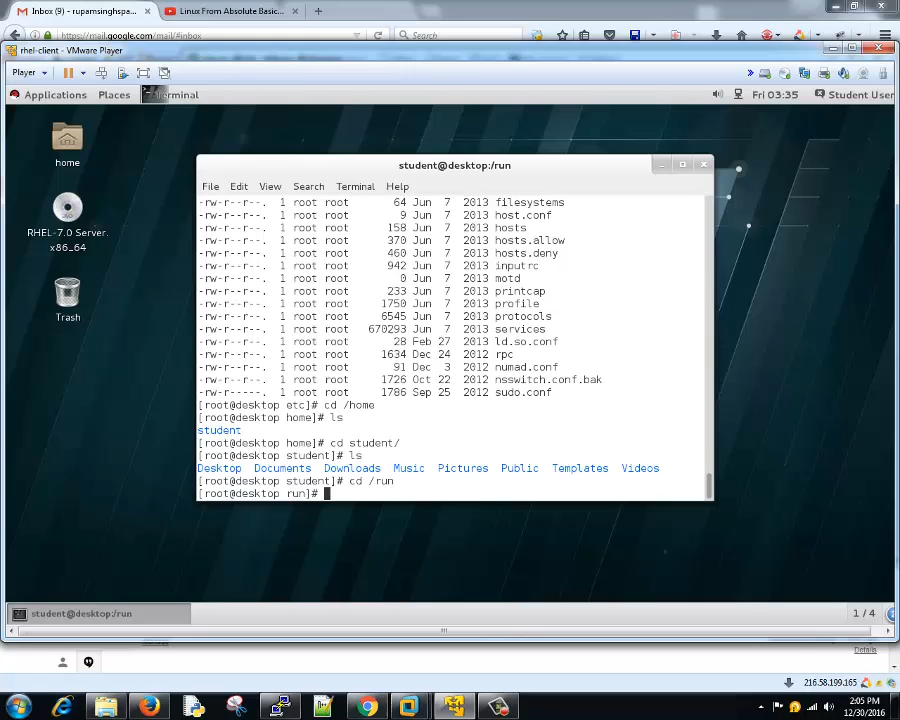 Inbox (9) - rupamsinghspa...
Linux From Absolute Basic...
https://mail.google.com/mail/#inbox
Search
rhel-client - VMware Player
Player
Applications Places Terminal Fri 03:35 Student User
home
RHEL-7.0 Server.
x86_64
Trash
student@desktop:/run
File Edit View Search Terminal Help
-rw-r--r--. 1 root root 64 Jun 7 2013 filesystems
-rw-r--r--. 1 root root 9 Jun 7 2013 host.conf
-rw-r--r--. 1 root root 158 Jun 7 2013 hosts
-rw-r--r--. 1 root root 370 Jun 7 2013 hosts.allow
-rw-r--r--. 1 root root 460 Jun 7 2013 hosts.deny
-rw-r--r--. 1 root root 942 Jun 7 2013 inputrc
-rw-r--r--. 1 root root 0 Jun 7 2013 motd
-rw-r--r--. 1 root root 233 Jun 7 2013 printcap
-rw-r--r--. 1 root root 1750 Jun 7 2013 profile
-rw-r--r--. 1 root root 6545 Jun 7 2013 protocols
-rw-r--r--. 1 root root 670293 Jun 7 2013 services
-rw-r--r--. 1 root root 28 Feb 27 2013 ld.so.conf
-rw-r--r--. 1 root root 1634 Dec 24 2012 rpc
-rw-r--r--. 1 root root 91 Dec 3 2012 numad.conf
-rw-r--r--. 1 root root 1726 Oct 22 2012 nsswitch.conf.bak
-rw-r-----. 1 root root 1786 Sep 25 2012 sudo.conf
[root@desktop etc]# cd /home
[root@desktop home]# ls
student
[root@desktop home]# cd student/
[root@desktop student]# ls
Desktop Documents Downloads Music Pictures Public Templates Videos
[root@desktop student]# cd /run
[root@desktop run]#
student@desktop:/run
1 / 4
Details
216.58.199.165
2:05 PM
12/30/2016